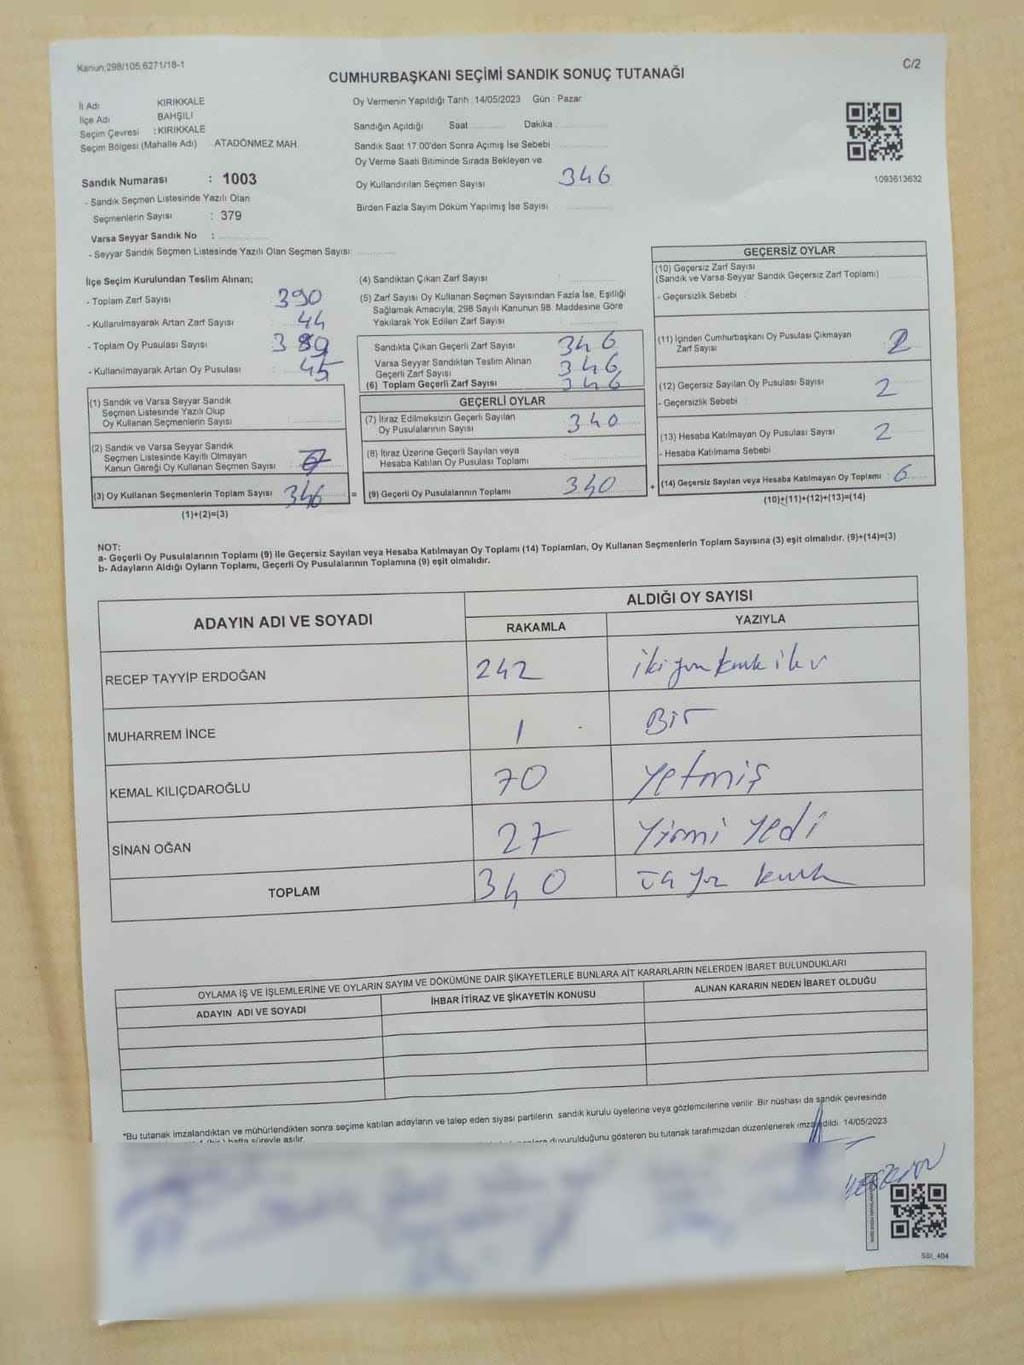 Kanun,298/105,6271/18-1
C/2
CUMHURBAŞKANI SEÇİMİ SANDIK SONUÇ TUTANAĞI
İl Adı KIRIKKALE
İlçe Adı BAHŞILI
Seçim Çevresi : KIRIKKALE
Seçim Bölgesi (Mahalle Adı) ATADÖNMEZ MAH.
Sandık Numarası : 1003
- Sandık Seçmen Listesinde Yazılı Olan
Seçmenlerin Sayısı : 379
Varsa Seyyar Sandık No :
- Seyyar Sandık Seçmen Listesinde Yazılı Olan Seçmen Sayısı:
Oy Vermenin Yapıldığı Tarih : 14/05/2023 Gün : Pazar
Sandığın Açıldığı Saat Dakika
Sandık Saat 17.00'den Sonra Açımış İse Sebebi
Oy Verme Saati Bitiminde Sırada Bekleyen ve
Oy Kullandırılan Seçmen Sayısı 346
Birden Fazla Sayım Döküm Yapılmış İse Sayısı
1093613632
İlçe Seçim Kurulundan Teslim Alınan;
- Toplam Zarf Sayısı 390
- Kullanılmayarak Artan Zarf Sayısı 44
- Toplam Oy Pusulası Sayısı 389
- Kullanılmayarak Artan Oy Pusulası 45
(1) Sandık ve Varsa Seyyar Sandık
Seçmen Listesinde Yazılı Olup
Oy Kullanan Seçmenlerin Sayısı
(2) Sandık ve Varsa Seyyar Sandık
Seçmen Listesinde Kayıtlı Olmayan
Kanun Gereği Oy Kullanan Seçmen Sayısı
(3) Oy Kullanan Seçmenlerin Toplam Sayısı 346 =
(1)+(2)=(3)
(4) Sandıktan Çıkan Zarf Sayısı
(5) Zarf Sayısı Oy Kullanan Seçmen Sayısından Fazla İse, Eşitliği
Sağlamak Amacıyla, 298 Sayılı Kanunun 98. Maddesine Göre
Yakılarak Yok Edilen Zarf Sayısı
Sandıkta Çıkan Geçerli Zarf Sayısı 346
Varsa Seyyar Sandıktan Teslim Alınan
Geçerli Zarf Sayısı 346
(6) Toplam Geçerli Zarf Sayısı 346
GEÇERLİ OYLAR
(7) İtiraz Edilmeksizin Geçerli Sayılan
Oy Pusulalarının Sayısı 340
(8) İtiraz Üzerine Geçerli Sayılan veya
Hesaba Katılan Oy Pusulası Toplamı
(9) Geçerli Oy Pusulalarının Toplamı 340 +
GEÇERSİZ OYLAR
(10) Geçersiz Zarf Sayısı
(Sandık ve Varsa Seyyar Sandık Geçersiz Zarf Toplamı)
- Geçersizlik Sebebi
(11) İçinden Cumhurbaşkanı Oy Pusulası Çıkmayan
Zarf Sayısı 2
(12) Geçersiz Sayılan Oy Pusulası Sayısı 2
- Geçersizlik Sebebi
(13) Hesaba Katılmayan Oy Pusulası Sayısı 2
- Hesaba Katılmama Sebebi
(14) Geçersiz Sayılan veya Hesaba Katılmayan Oy Toplamı 6
(10)+(11)+(12)+(13)=(14)
NOT:
a- Geçerli Oy Pusulalarının Toplamı (9) ile Geçersiz Sayılan veya Hesaba Katılmayan Oy Toplamı (14) Toplamları, Oy Kullanan Seçmenlerin Toplam Sayısına (3) eşit olmalıdır. (9)+(14)=(3)
b- Adayların Aldığı Oyların Toplamı, Geçerli Oy Pusulalarının Toplamına (9) eşit olmalıdır.
ADAYIN ADI VE SOYADI
ALDIĞI OY SAYISI
RAKAMLA YAZIYLA
RECEP TAYYİP ERDOĞAN 242 iki yüz kırk iki
MUHARREM İNCE 1 Bir
KEMAL KILIÇDAROĞLU 70 Yetmiş
SİNAN OĞAN 27 Yirmi Yedi
TOPLAM 340 üç yüz kırk
OYLAMA İŞ VE İŞLEMLERİNE VE OYLARIN SAYIM VE DÖKÜMÜNE DAİR ŞİKAYETLERLE BUNLARA AİT KARARLARIN NELERDEN İBARET BULUNDUKLARI
ADAYIN ADI VE SOYADI İHBAR İTİRAZ VE ŞİKAYETİN KONUSU ALINAN KARARIN NEDEN İBARET OLDUĞU
*Bu tutanak imzalandıktan ve mühürlendikten sonra seçime katılan adayların ve talep eden siyasi partilerin, sandık kurulu üyelerine veya gözlemcilerine verilir. Bir nüshası da sandık çevresinde
hafta süreyle asılır.
duyurulduğunu gösteren bu tutanak tarafımızdan düzenlenerek imza edildi. 14/05/2023
SSI_404